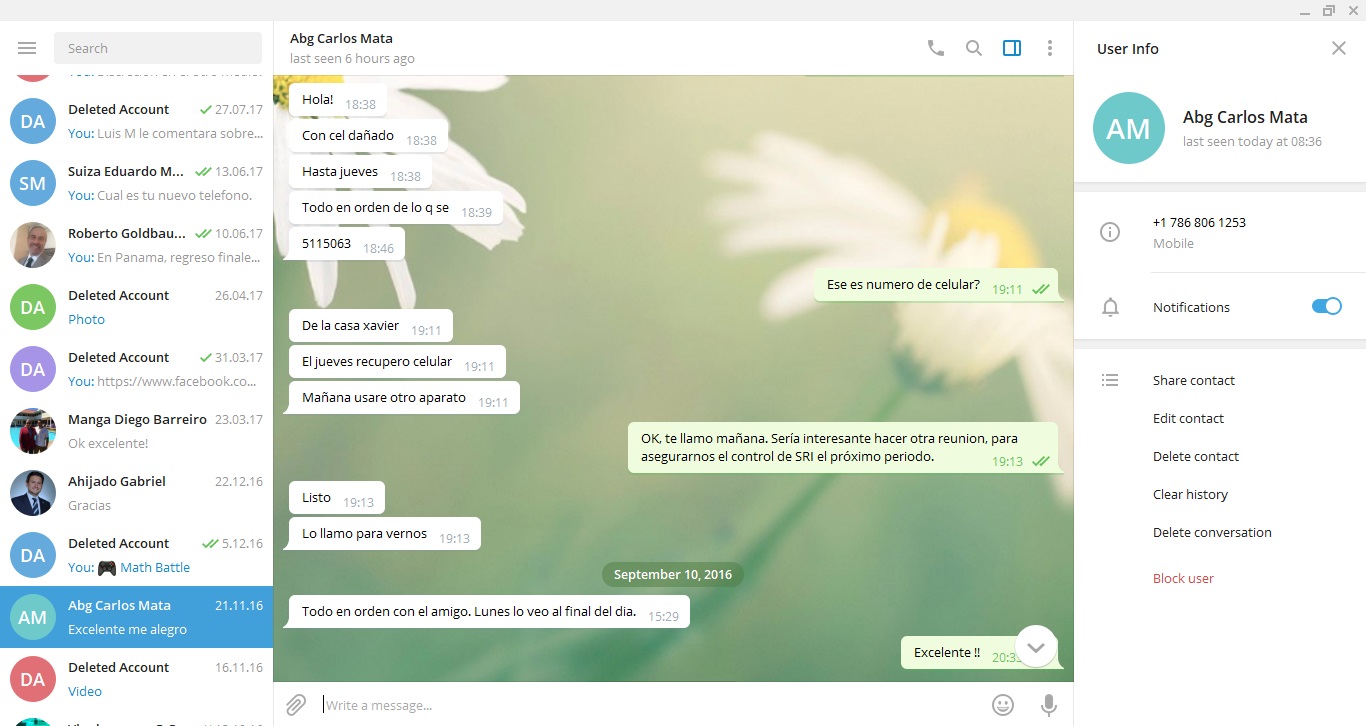 Search
You: Discreción en el otro medio.
Deleted Account 27.07.17
You: Luis M le comentara sobre...
Suiza Eduardo M... 13.06.17
You: Cual es tu nuevo telefono.
Roberto Goldbau... 10.06.17
You: En Panama, regreso finale...
Deleted Account 26.04.17
Photo
Deleted Account 31.03.17
You: https://www.facebook.co...
Manga Diego Barreiro 23.03.17
Ok excelente!
Ahijado Gabriel 22.12.16
Gracias
Deleted Account 5.12.16
You: 🎮 Math Battle
Abg Carlos Mata 21.11.16
Excelente me alegro
Deleted Account 16.11.16
Video
DA
SM
DA
DA
DA
AM
DA
Abg Carlos Mata
last seen 6 hours ago
Hola! 18:38
Con cel dañado 18:38
Hasta jueves 18:38
Todo en orden de lo q se 18:39
5115063 18:46
Ese es numero de celular? 19:11
De la casa xavier 19:11
El jueves recupero celular 19:11
Mañana usare otro aparato 19:11
OK, te llamo mañana. Sería interesante hacer otra reunion, para
asegurarnos el control de SRI el próximo periodo. 19:13
Listo 19:13
Lo llamo para vernos 19:13
September 10, 2016
Todo en orden con el amigo. Lunes lo veo al final del dia. 15:29
Excelente !!
Write a message...
User Info
AM
Abg Carlos Mata
last seen today at 08:36
+1 786 806 1253
Mobile
Notifications
Share contact
Edit contact
Delete contact
Clear history
Delete conversation
Block user